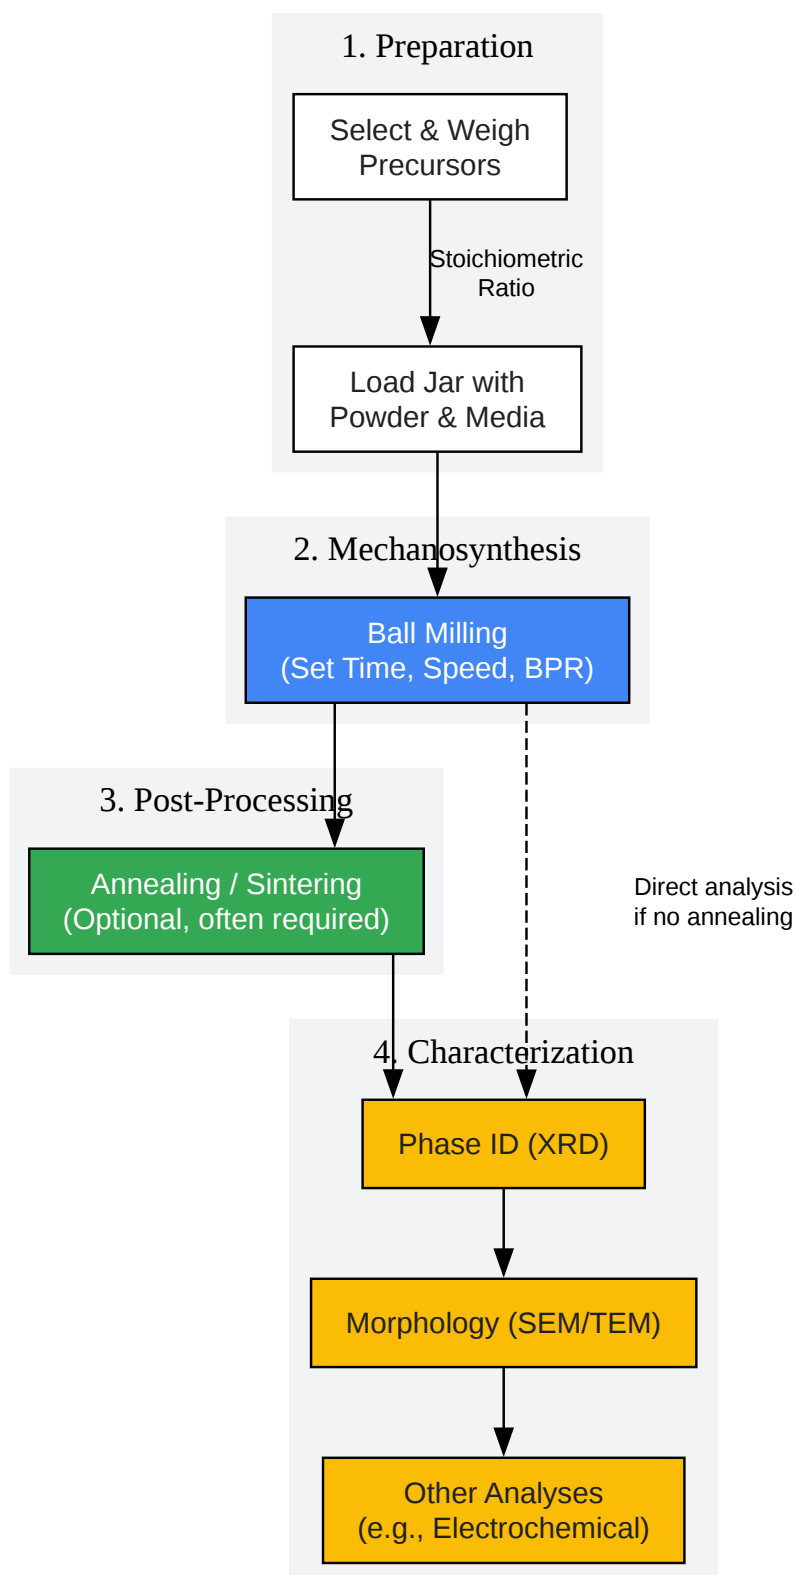 1. Preparation
Select & Weigh
Precursors
Stoichiometric
Ratio
Load Jar with
Powder & Media
2. Mechanosynthesis
Ball Milling
(Set Time, Speed, BPR)
3. Post-Processing
Annealing / Sintering
(Optional, often required)
Direct analysis
if no annealing
4. Characterization
Phase ID (XRD)
Morphology (SEM/TEM)
Other Analyses
(e.g., Electrochemical)